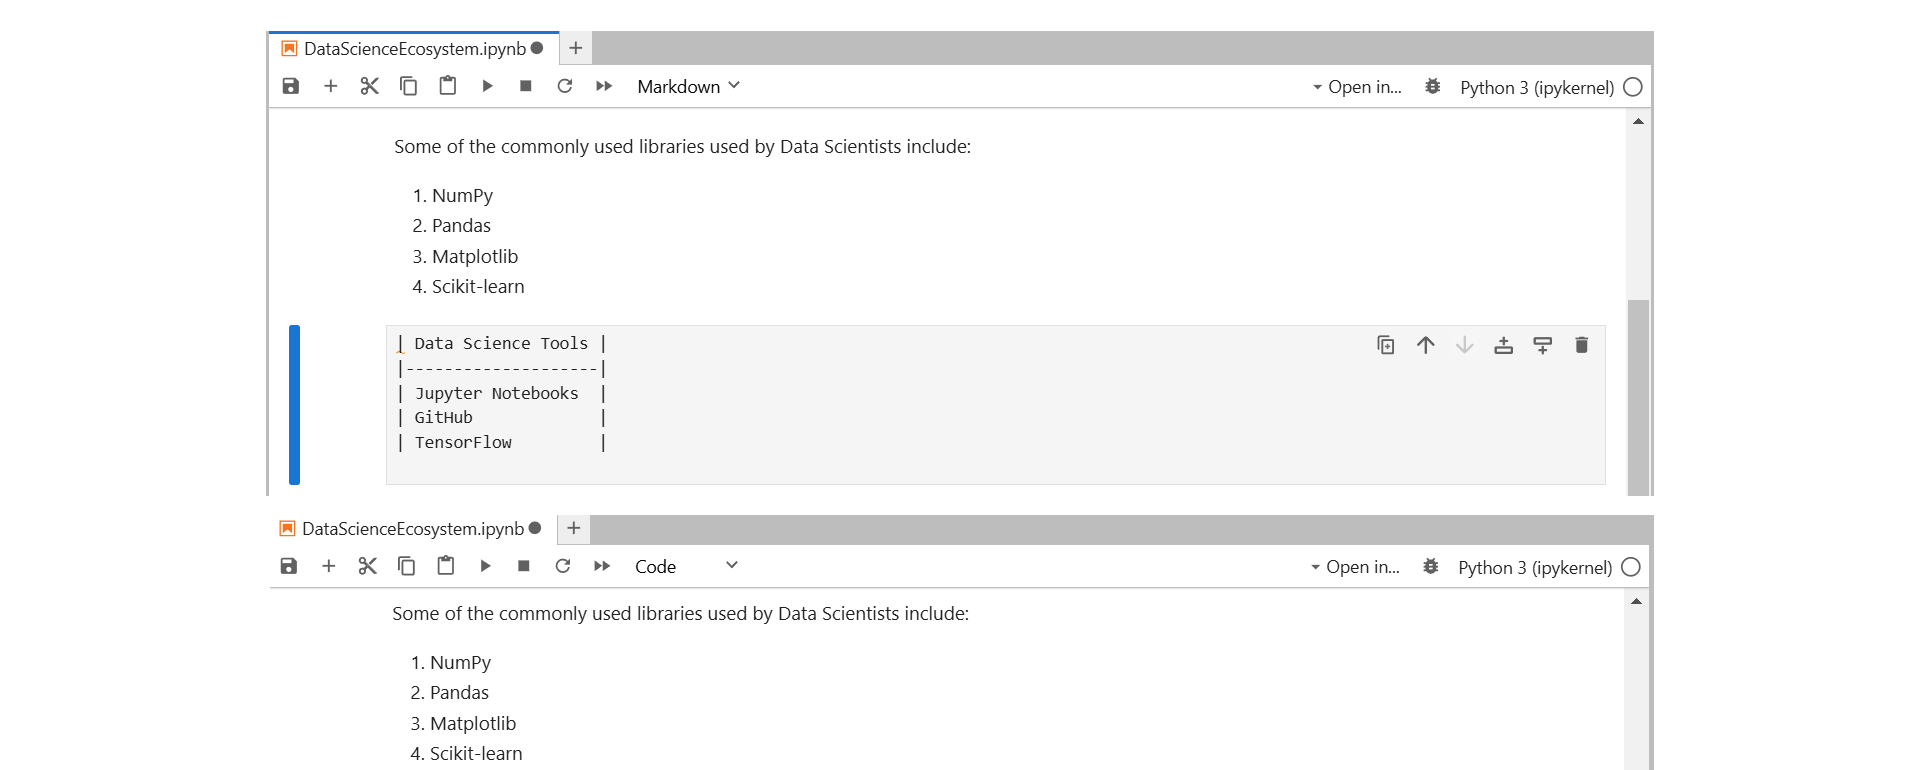 DataScienceEcosystem.ipynb
Markdown
Open in...
Python 3 (ipykernel)
Some of the commonly used libraries used by Data Scientists include:
1. NumPy
2. Pandas
3. Matplotlib
4. Scikit-learn
| Data Science Tools |
|--------------------|
| Jupyter Notebooks  |
| GitHub             |
| TensorFlow         |
DataScienceEcosystem.ipynb
Code
Open in...
Python 3 (ipykernel)
Some of the commonly used libraries used by Data Scientists include:
1. NumPy
2. Pandas
3. Matplotlib
4. Scikit-learn